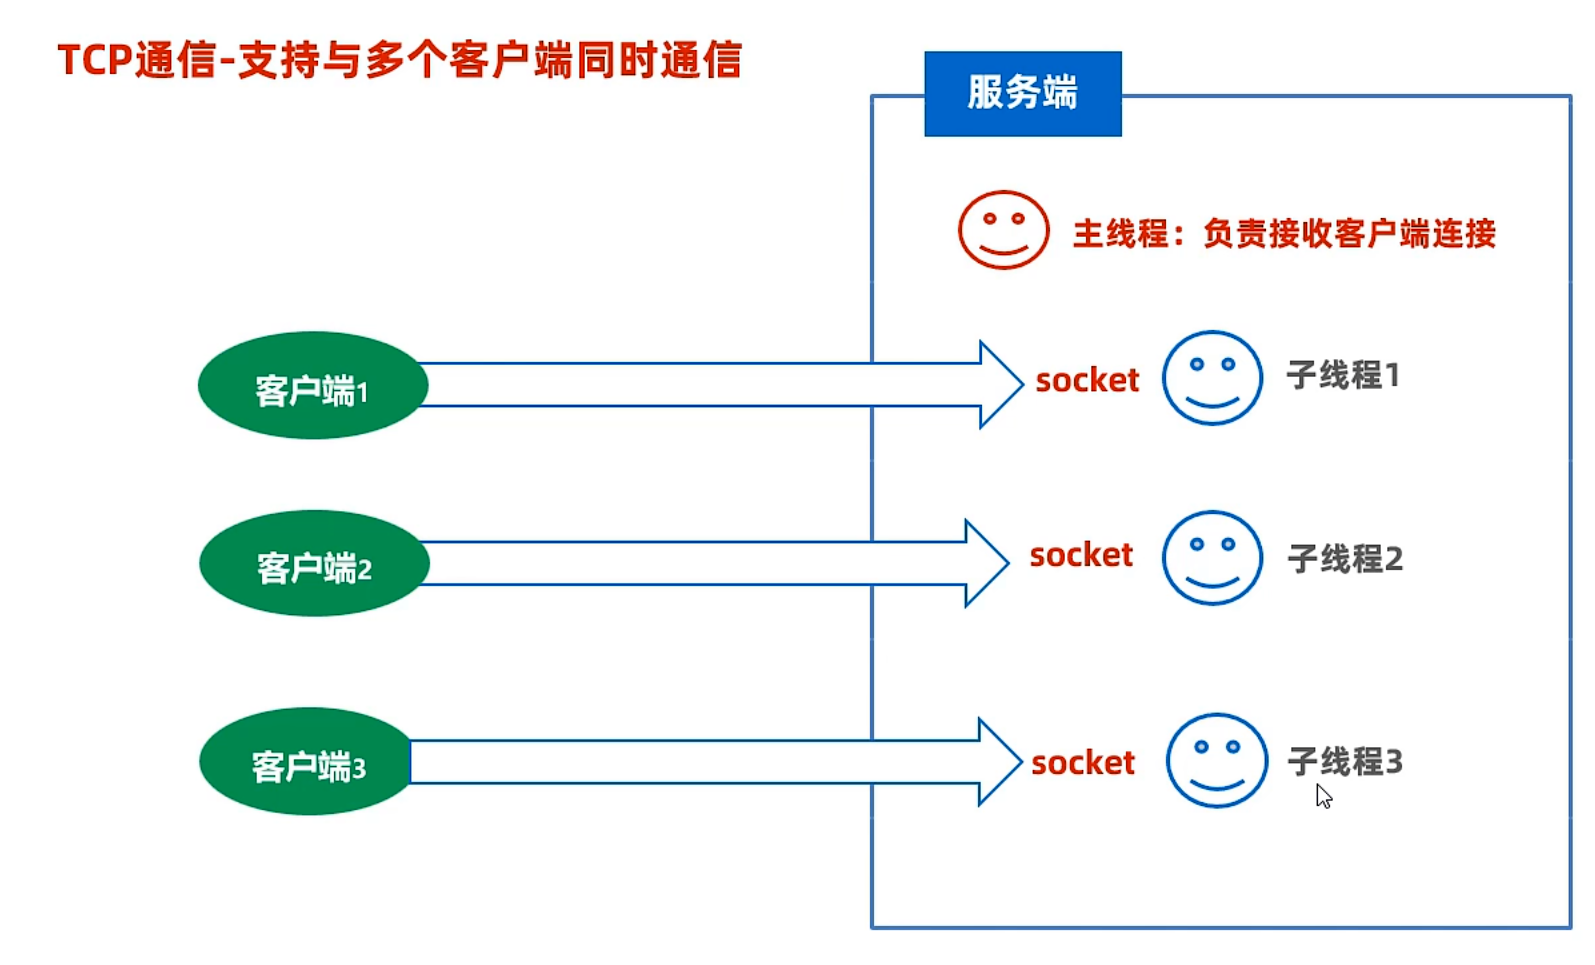 TCP通信-支持与多个客户端同时通信
服务端
主线程：负责接收客户端连接
客户端1
socket
子线程1
客户端2
socket
子线程2
客户端3
socket
子线程3